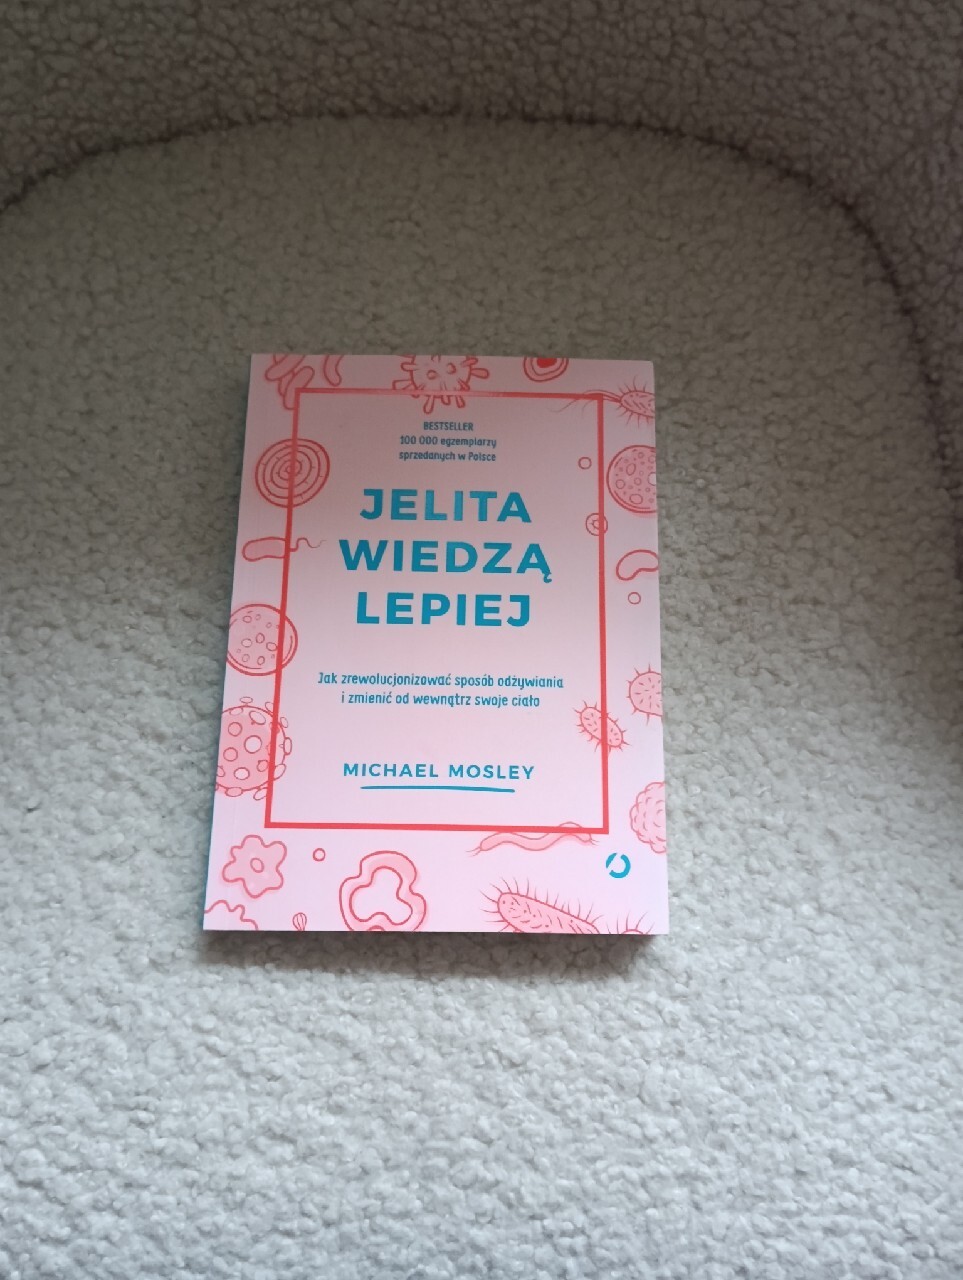 BESTSELLER
100 000 egzemplarzy
sprzedanych w Polsce
JELITA
WIEDZĄ
LEPIEJ
Jak zrewolucjonizować sposób odżywiania
i zmienić od wewnątrz swoje ciało
MICHAEL MOSLEY